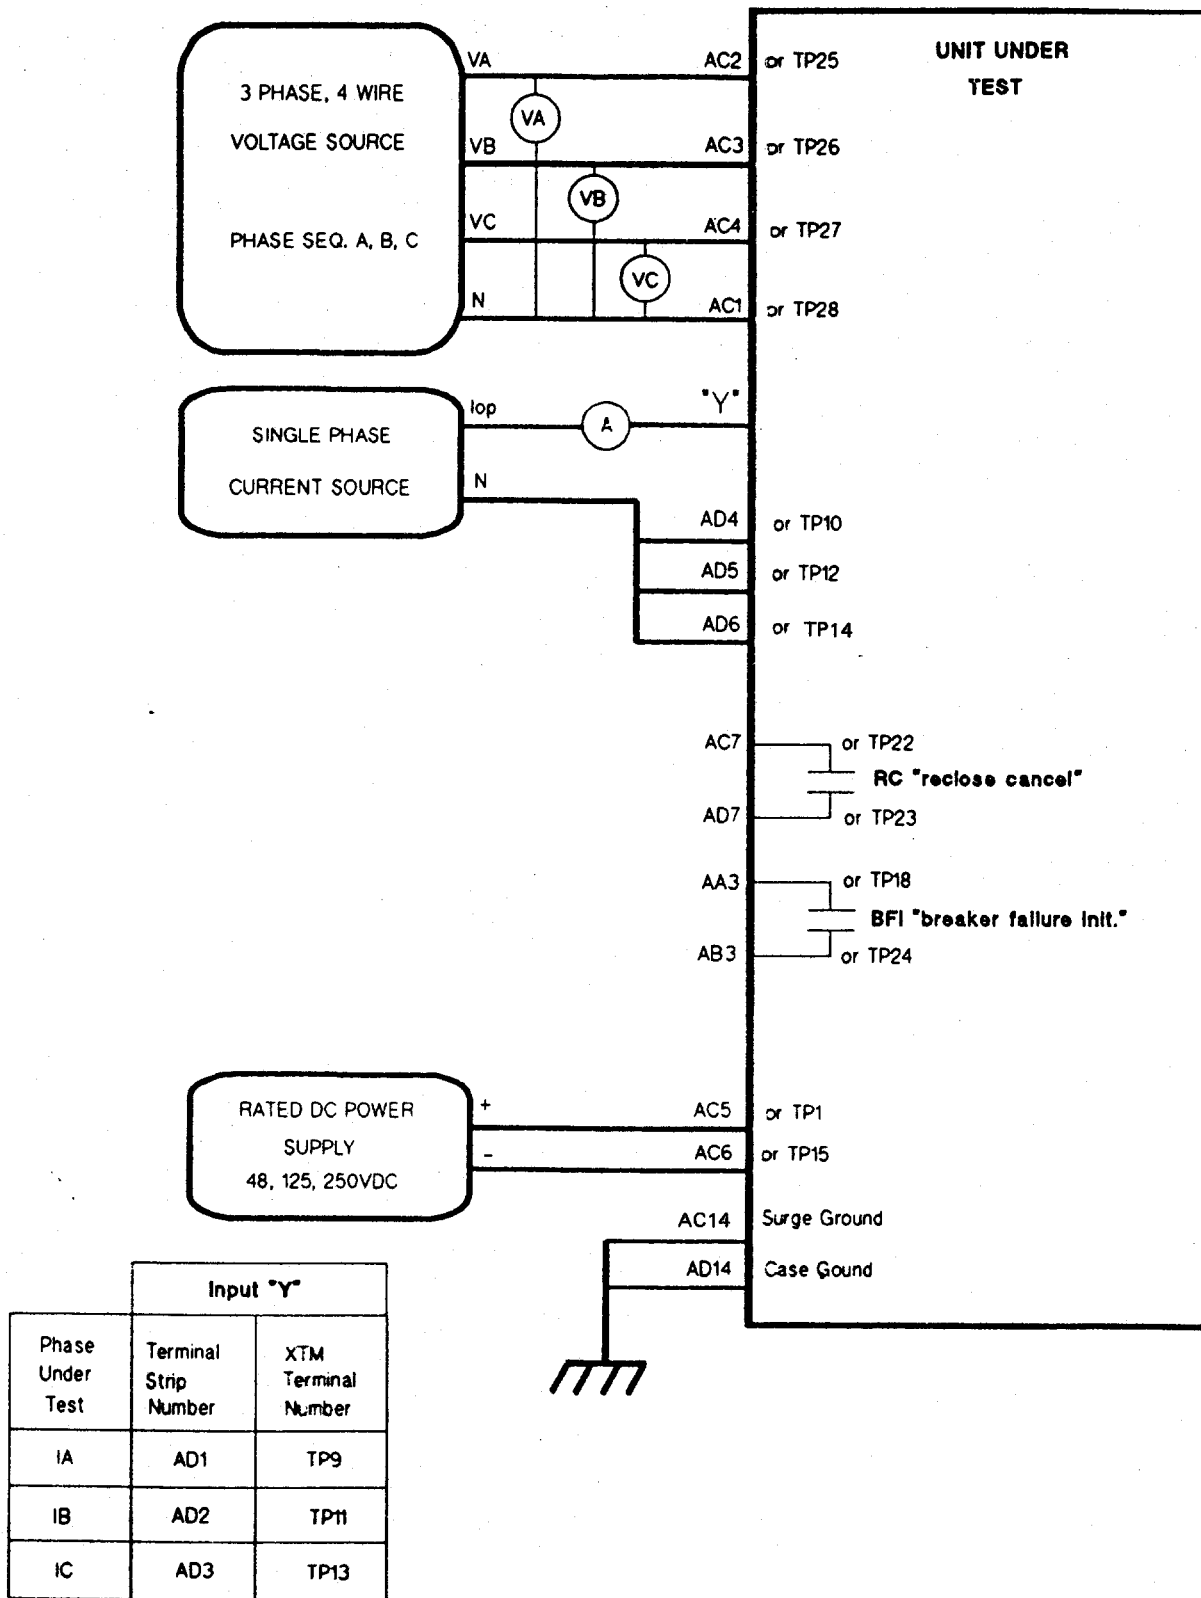 UNIT UNDER
TEST
3 PHASE, 4 WIRE
VOLTAGE SOURCE
PHASE SEQ. A, B, C
VA
VA
AC2 or TP25
VB
VB
AC3 or TP26
VC
VC
AC4 or TP27
N
AC1 or TP28
SINGLE PHASE
CURRENT SOURCE
Iop
A
"Y"
N
AD4 or TP10
AD5 or TP12
AD6 or TP14
AC7 or TP22
RC "reclose cancel"
AD7 or TP23
AA3 or TP18
BFI "breaker failure init."
AB3 or TP24
RATED DC POWER
SUPPLY
48, 125, 250VDC
+
AC5 or TP1
-
AC6 or TP15
AC14 Surge Ground
AD14 Case Gound
Input "Y"
Phase
Under
Test
Terminal
Strip
Number
XTM
Terminal
Number
IA AD1 TP9
IB AD2 TP11
IC AD3 TP13